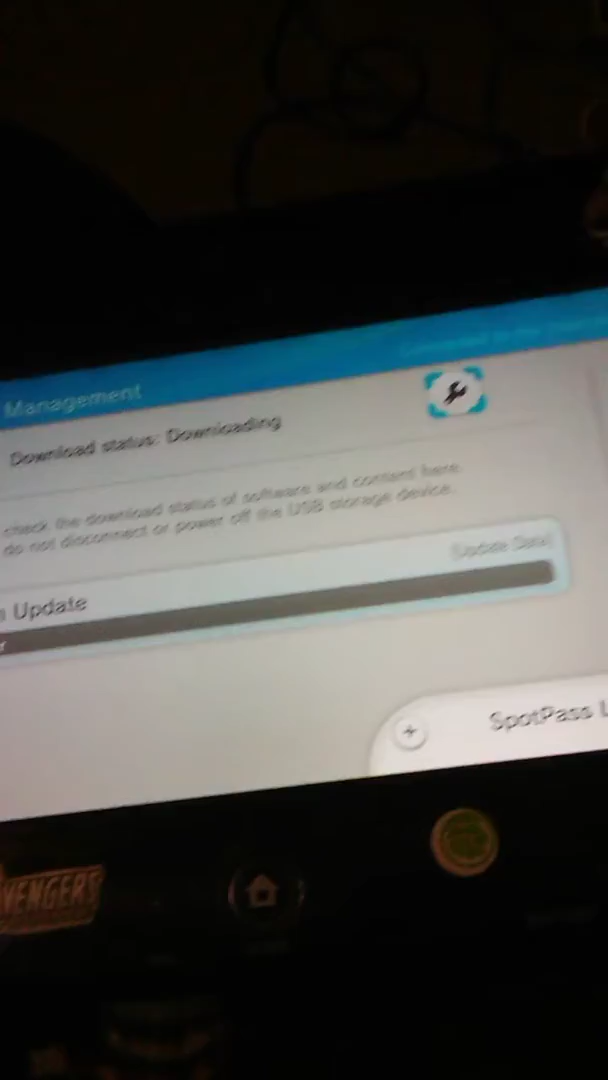 Management
Download status: Downloading
check the download status of software and content here.
do not disconnect or power off the USB storage device.
Update Data
Update
r
SpotPass L
VENGERS